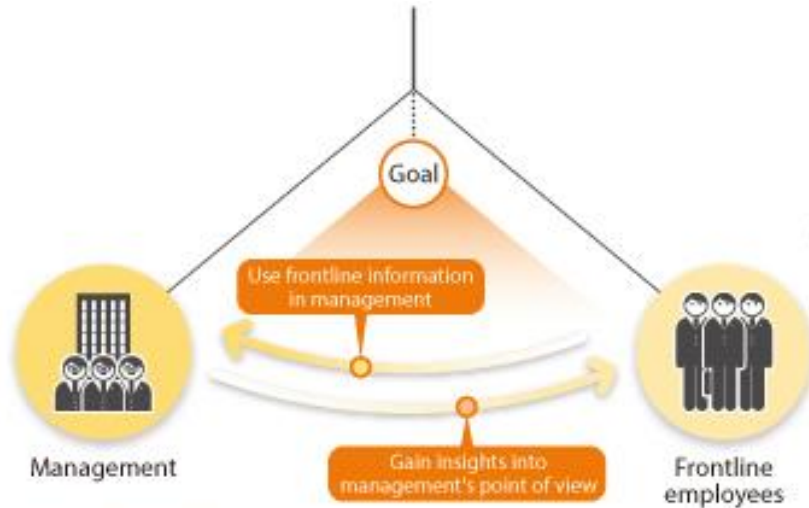 Goal
Use frontline information
in management
Management
Gain insights into
management's point of view
Frontline
employees